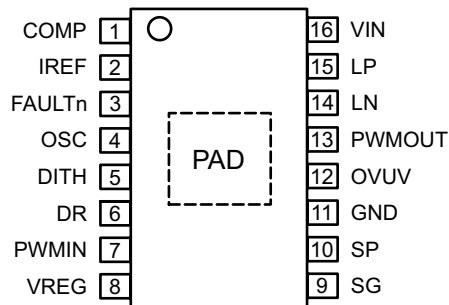 COMP 1 16 VIN
IREF 2 15 LP
FAULTn 3 14 LN
OSC 4 13 PWMOUT
PAD
DITH 5 12 OVUV
DR 6 11 GND
PWMIN 7 10 SP
VREG 8 9 SG